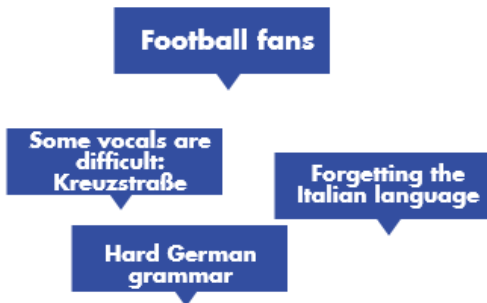 Football fans
Some vocals are
difficult:
Kreuzstraße
Forgetting the
Italian language
Hard German
grammar